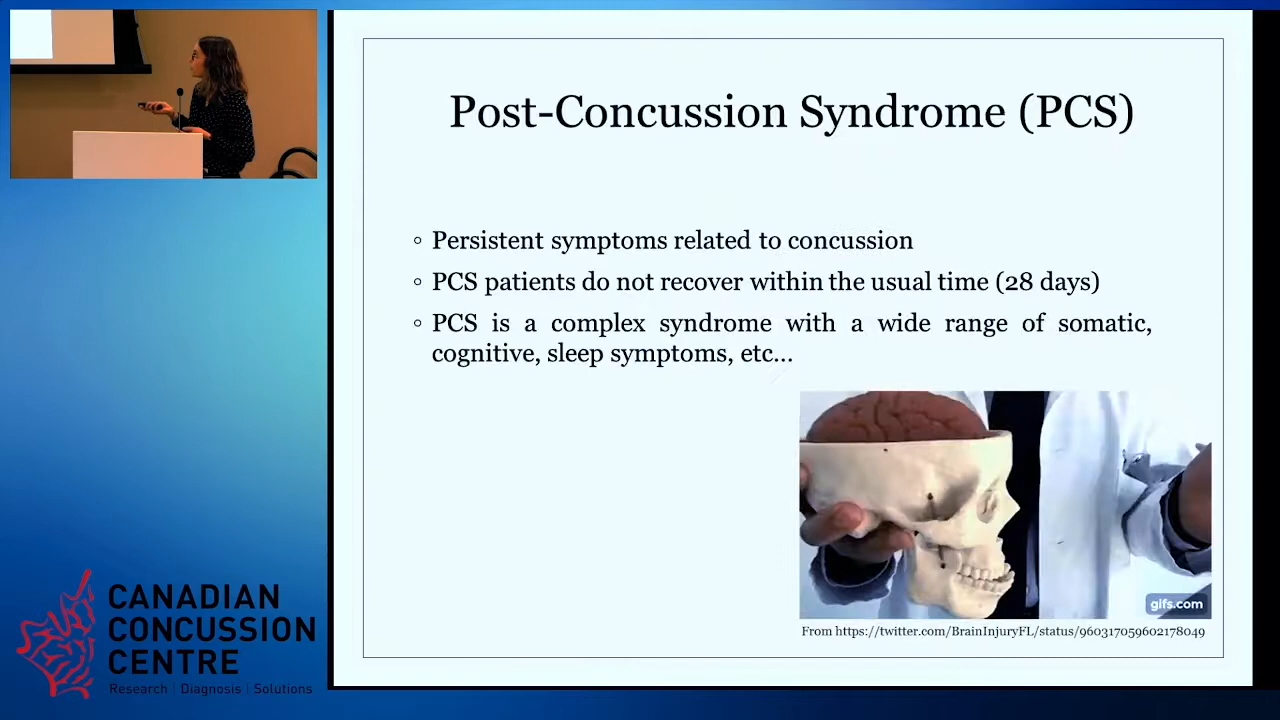 Post-Concussion Syndrome (PCS)
◦ Persistent symptoms related to concussion
◦ PCS patients do not recover within the usual time (28 days)
◦ PCS is a complex syndrome with a wide range of somatic,
cognitive, sleep symptoms, etc...
gifs.com
From https://twitter.com/BrainInjuryFL/status/960317059602178049
CANADIAN
CONCUSSION
CENTRE
Research | Diagnosis | Solutions